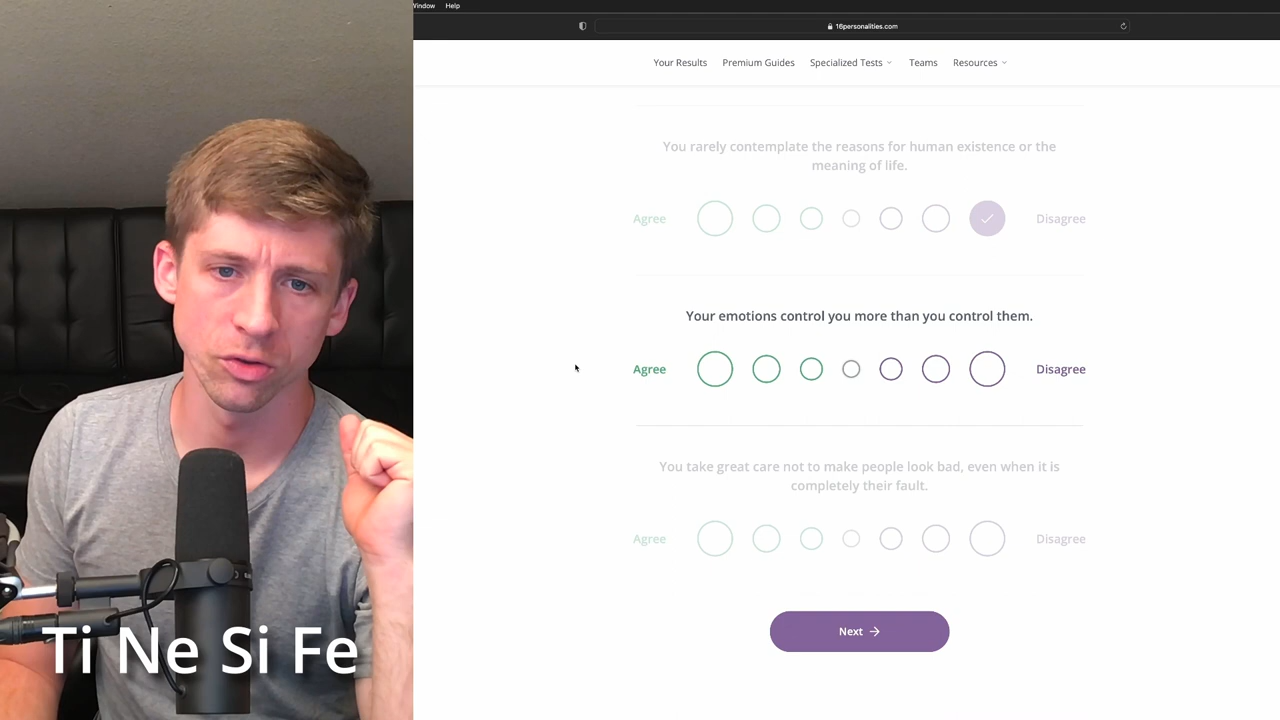 Window Help
16personalities.com
Your Results Premium Guides Specialized Tests Teams Resources
You rarely contemplate the reasons for human existence or the
meaning of life.
Agree Disagree
Your emotions control you more than you control them.
Agree Disagree
You take great care not to make people look bad, even when it is
completely their fault.
Agree Disagree
Next
Ti Ne Si Fe